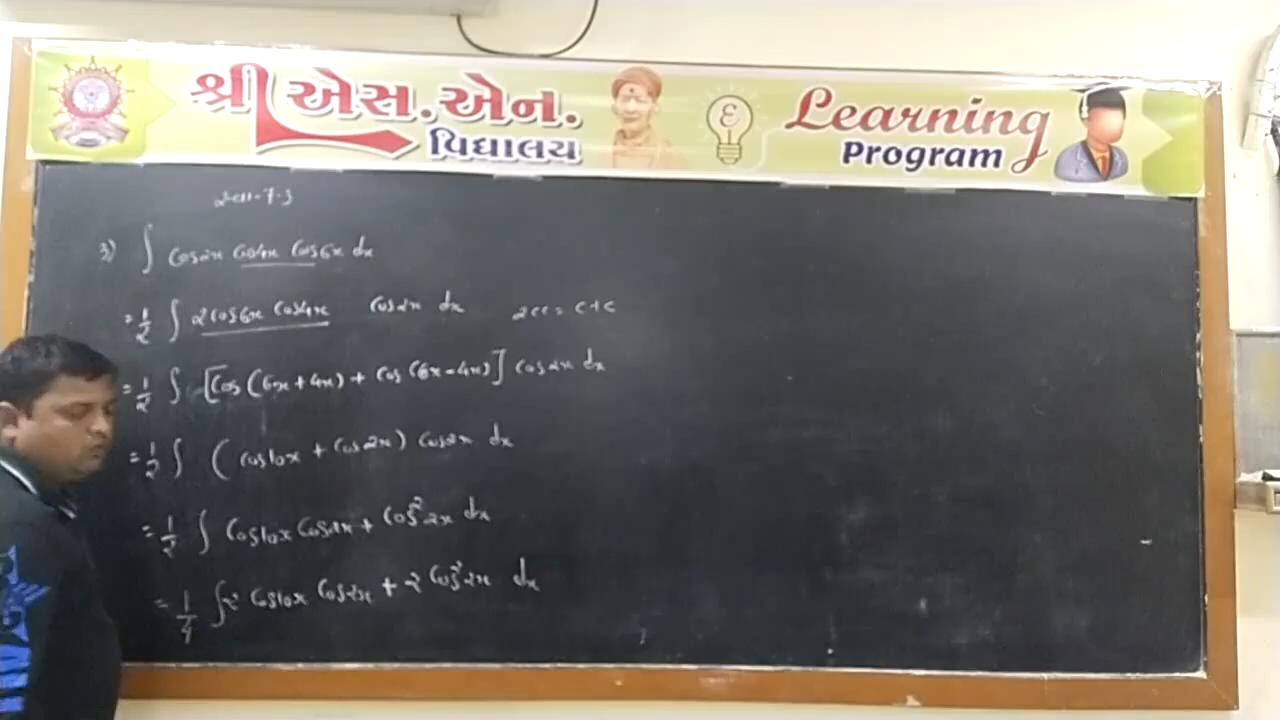 શ્રી એસ. એન. વિદ્યાલય
Learning Program
7.3
3) ∫ cos2x cos4x cos6x dx
= 1/2 ∫ 2cos6x cos4x cos2x dx 2cc = c+c
= 1/2 ∫ [cos(6x+4x) + cos(6x-4x)] cos2x dx
= 1/2 ∫ (cos10x + cos2x) cos2x dx
= 1/2 ∫ cos10x cos2x + cos²2x dx
= 1/4 ∫ 2 cos10x cos2x + 2 cos²2x dx